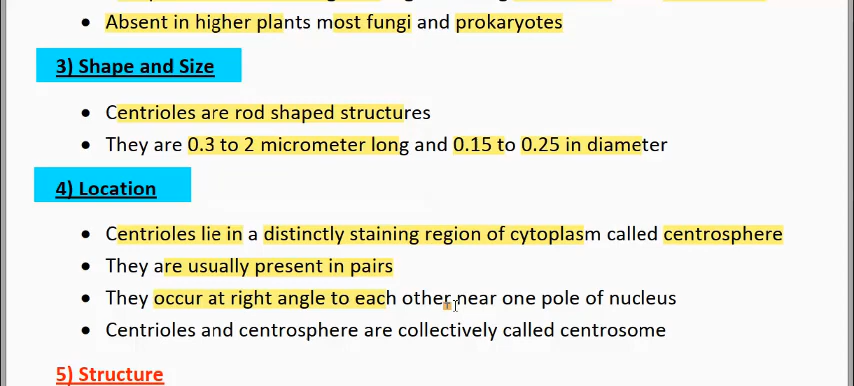 Absent in higher plants most fungi and prokaryotes
3) Shape and Size
Centrioles are rod shaped structures
They are 0.3 to 2 micrometer long and 0.15 to 0.25 in diameter
4) Location
Centrioles lie in a distinctly staining region of cytoplasm called centrosphere
They are usually present in pairs
They occur at right angle to each other near one pole of nucleus
Centrioles and centrosphere are collectively called centrosome
5) Structure